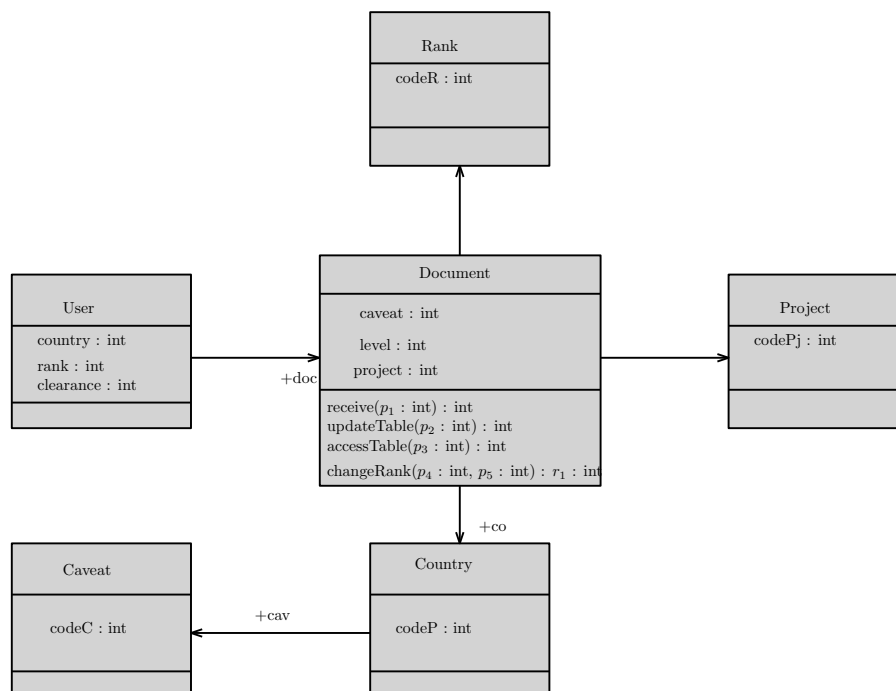 Rank
codeR : int
Document
caveat : int
level : int
project : int
receive(p₁ : int) : int
updateTable(p₂ : int) : int
accessTable(p₃ : int) : int
changeRank(p₄ : int, p₅ : int) : r₁ : int
User
country : int
rank : int
clearance : int
+doc
Project
codePj : int
+co
Caveat
codeC : int
+cav
Country
codeP : int